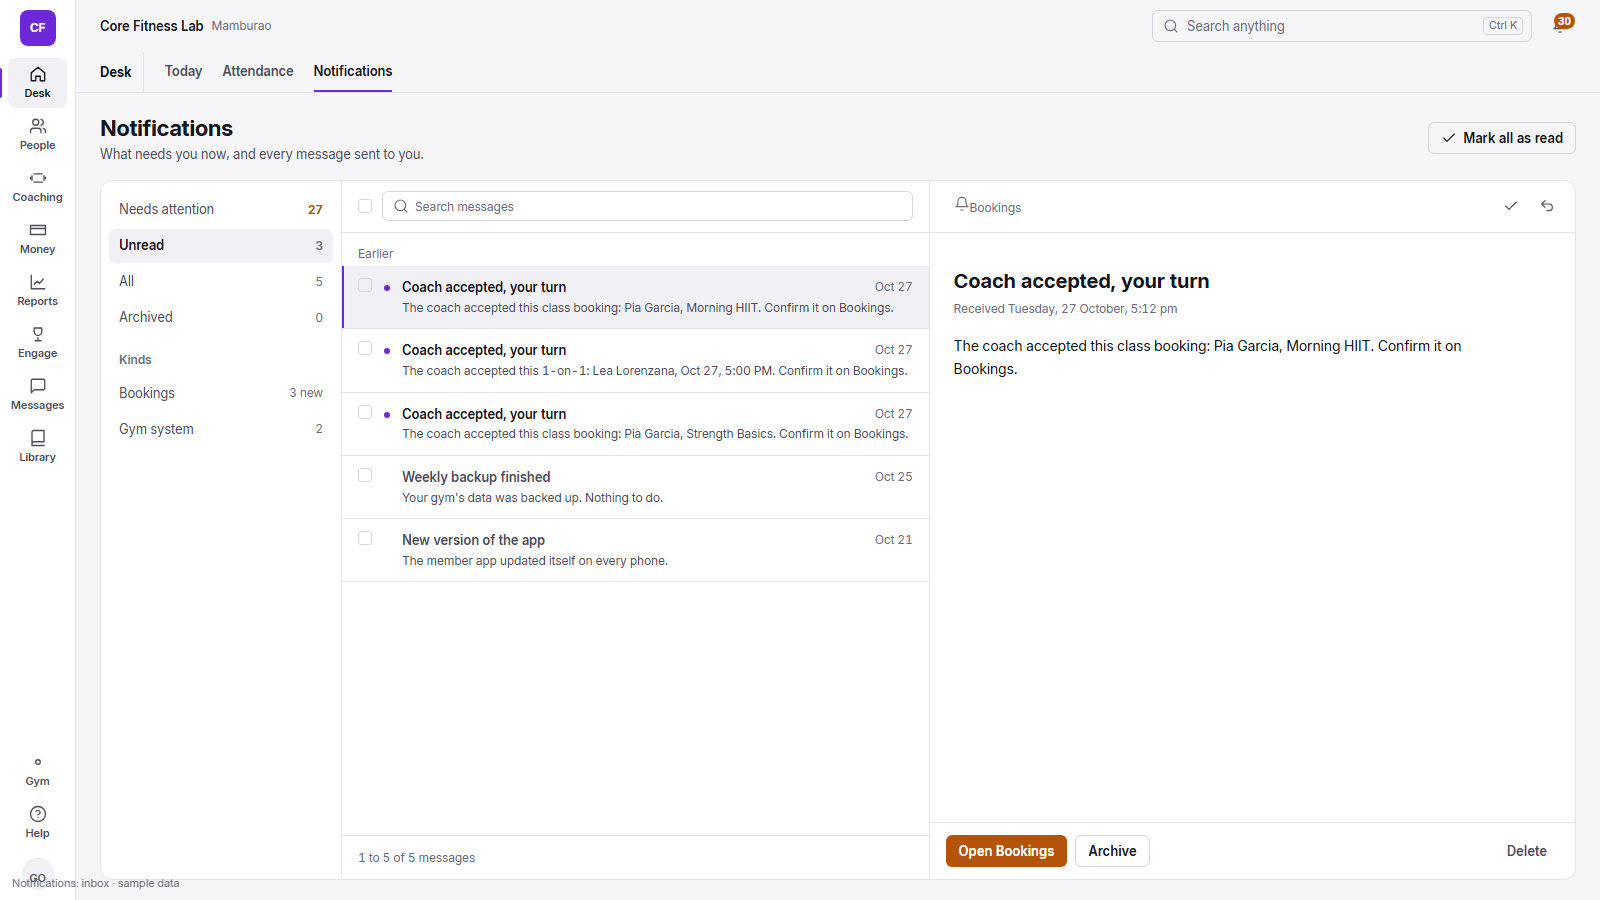 CF
Core Fitness Lab Mamburao
Search anything Ctrl K
30
Desk
People
Coaching
Money
Reports
Engage
Messages
Library
Gym
Help
GO
Notifications: inbox · sample data
Desk Today Attendance Notifications
Notifications
What needs you now, and every message sent to you.
Mark all as read
Needs attention 27
Unread 3
All 5
Archived 0
Kinds
Bookings 3 new
Gym system 2
Search messages
Earlier
Coach accepted, your turn Oct 27
The coach accepted this class booking: Pia Garcia, Morning HIIT. Confirm it on Bookings.
Coach accepted, your turn Oct 27
The coach accepted this 1-on-1: Lea Lorenzana, Oct 27, 5:00 PM. Confirm it on Bookings.
Coach accepted, your turn Oct 27
The coach accepted this class booking: Pia Garcia, Strength Basics. Confirm it on Bookings.
Weekly backup finished Oct 25
Your gym's data was backed up. Nothing to do.
New version of the app Oct 21
The member app updated itself on every phone.
1 to 5 of 5 messages
Bookings
Coach accepted, your turn
Received Tuesday, 27 October, 5:12 pm
The coach accepted this class booking: Pia Garcia, Morning HIIT. Confirm it on
Bookings.
Open Bookings Archive Delete